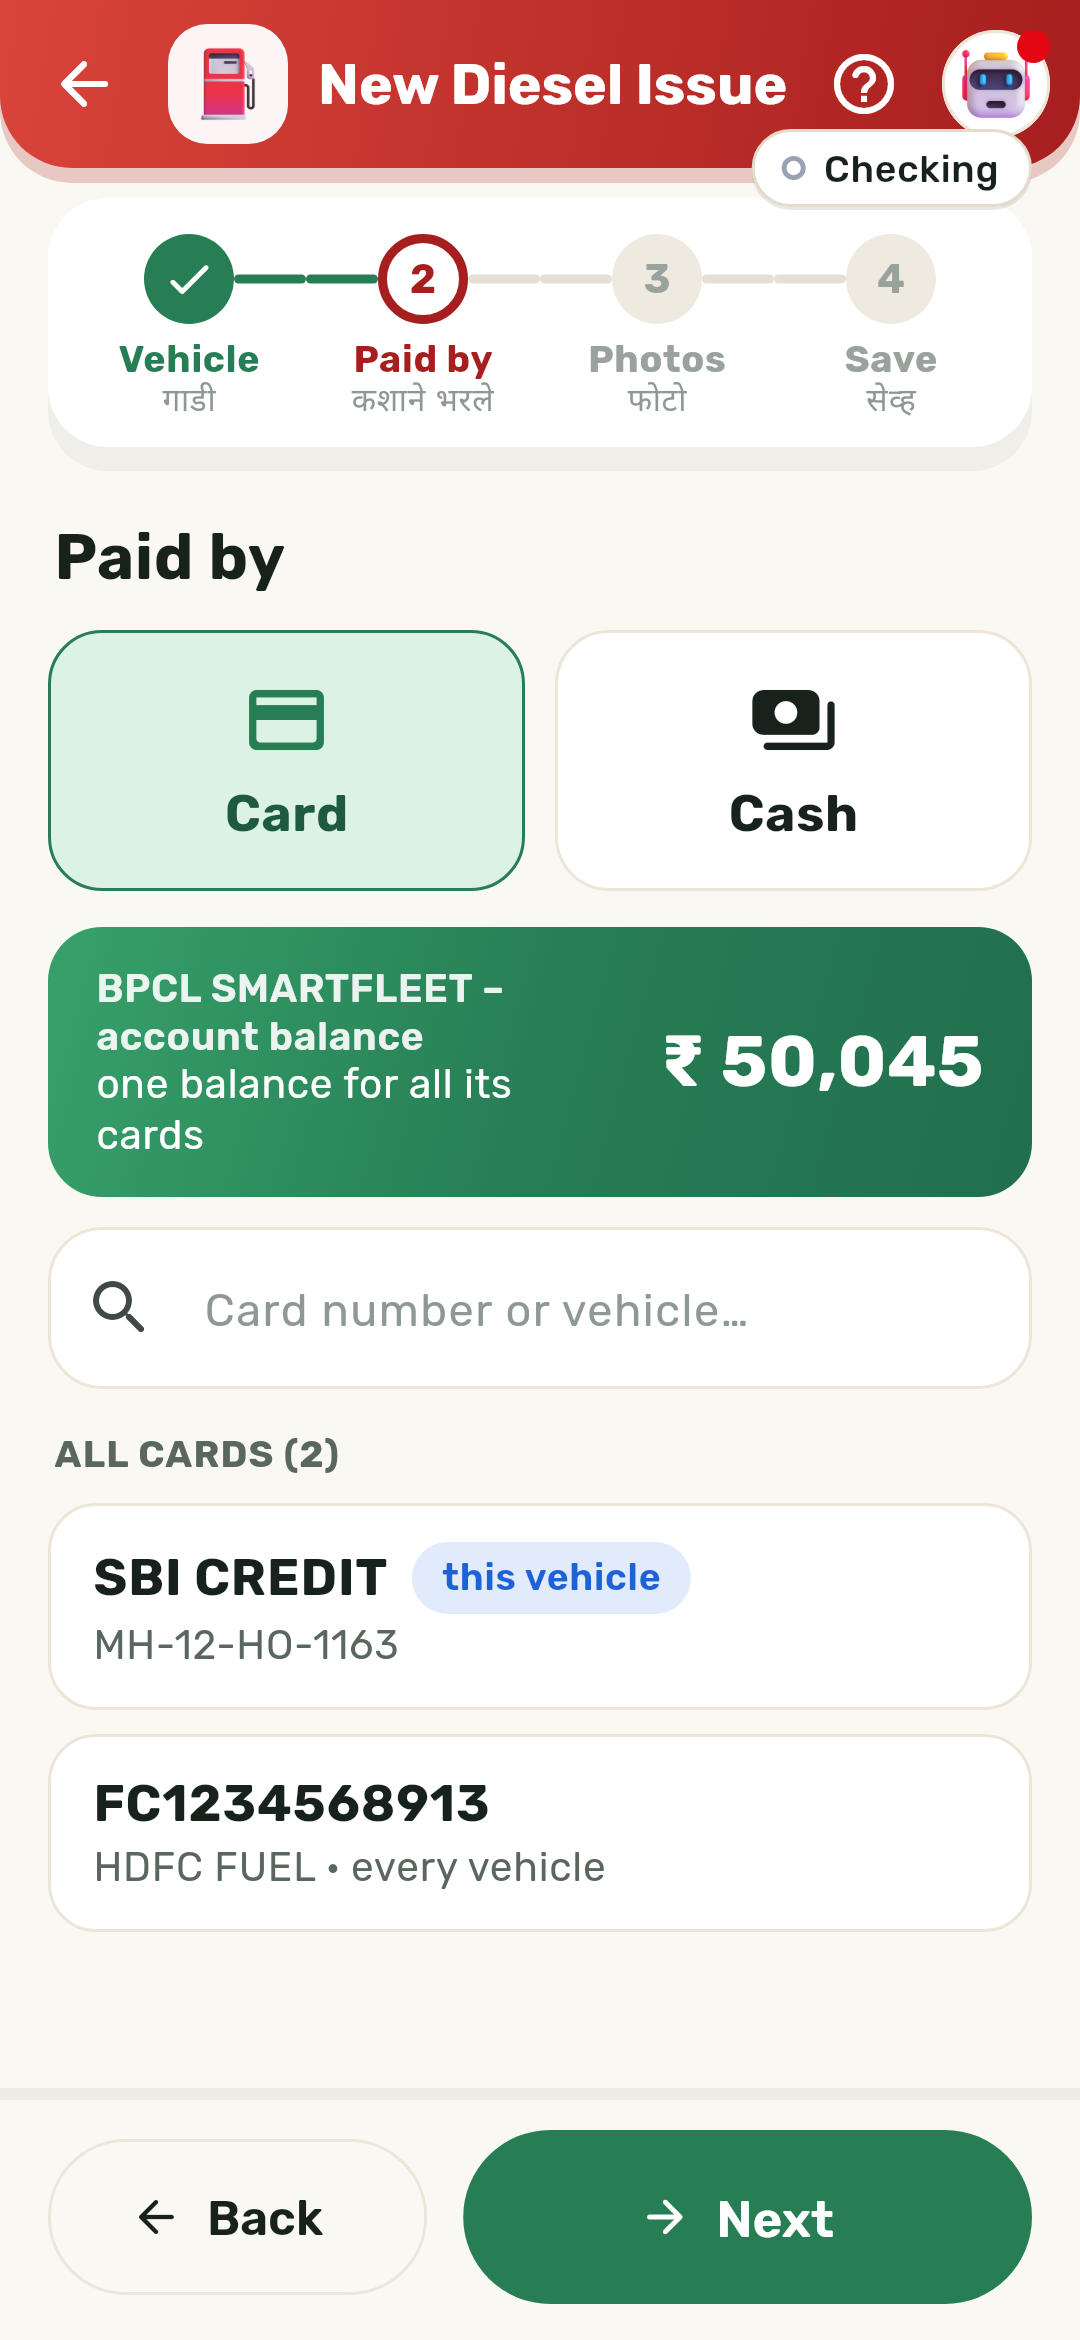 New Diesel Issue
Checking
2
3
4
Vehicle
Paid by
Photos
Save
गाडी
कशाने भरले
फोटो
सेव्ह
Paid by
Card
Cash
BPCL SMARTFLEET –
account balance
one balance for all its
cards
₹ 50,045
Card number or vehicle…
ALL CARDS (2)
SBI CREDIT
this vehicle
MH-12-HO-1163
FC1234568913
HDFC FUEL • every vehicle
Back
Next